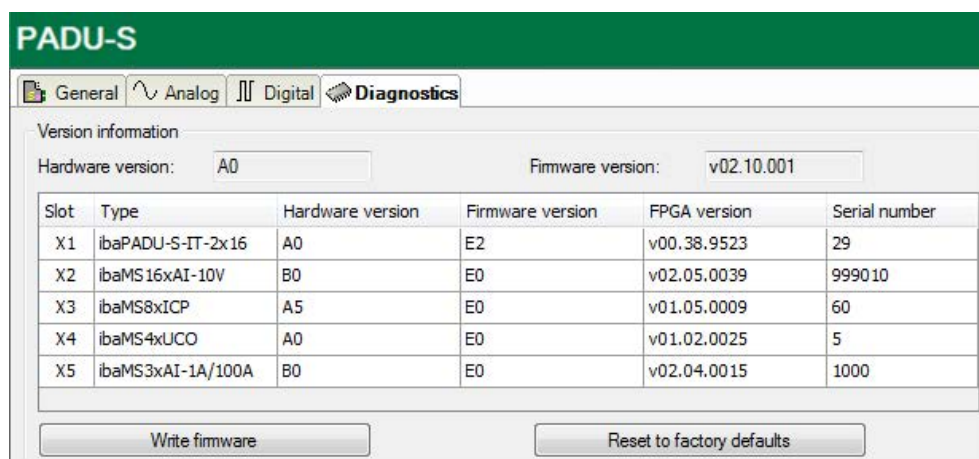 PADU-S
General Analog Digital Diagnostics
Version information
Hardware version: A0 Firmware version: v02.10.001
Slot Type Hardware version Firmware version FPGA version Serial number
X1 ibaPADU-S-IT-2x16 A0 E2 v00.38.9523 29
X2 ibaMS16xAI-10V B0 E0 v02.05.0039 999010
X3 ibaMS8xICP A5 E0 v01.05.0009 60
X4 ibaMS4xUCO A0 E0 v01.02.0025 5
X5 ibaMS3xAI-1A/100A B0 E0 v02.04.0015 1000
Write firmware Reset to factory defaults